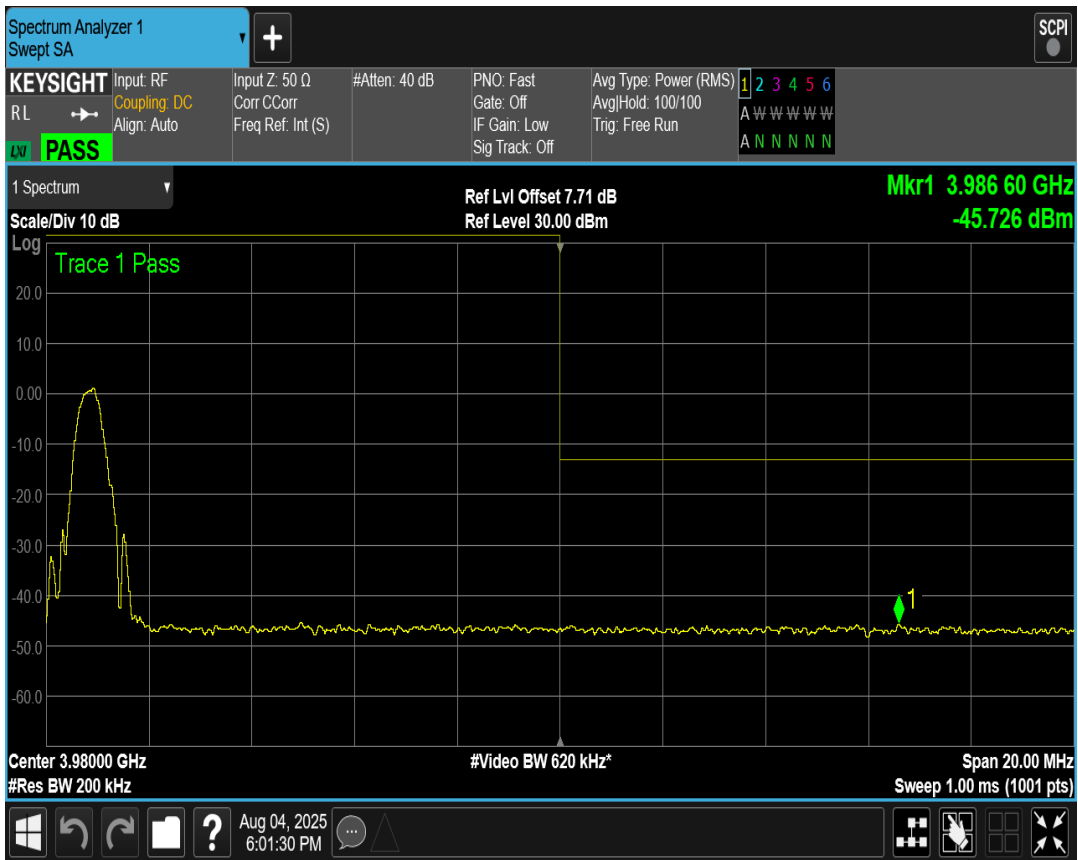 Spectrum Analyzer 1
Swept SA
+
SCPI
KEYSIGHT
RL
LXI PASS
Input: RF
Coupling: DC
Align: Auto
Input Z: 50 Ω
Corr CCorr
Freq Ref: Int (S)
#Atten: 40 dB
PNO: Fast
Gate: Off
IF Gain: Low
Sig Track: Off
Avg Type: Power (RMS)
Avg|Hold: 100/100
Trig: Free Run
1 2 3 4 5 6
A W W W W W
A N N N N N
1 Spectrum
Scale/Div 10 dB
Ref Lvl Offset 7.71 dB
Ref Level 30.00 dBm
Mkr1 3.986 60 GHz
-45.726 dBm
Log
Trace 1 Pass
20.0
10.0
0.00
-10.0
-20.0
-30.0
-40.0
1
-50.0
-60.0
Center 3.98000 GHz
#Res BW 200 kHz
#Video BW 620 kHz*
Span 20.00 MHz
Sweep 1.00 ms (1001 pts)
?
Aug 04, 2025
6:01:30 PM